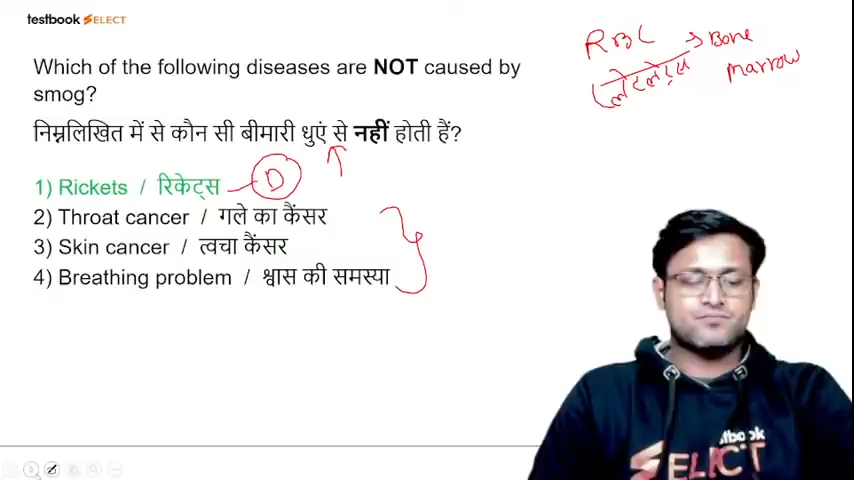 testbook SELECT
RBC → Bone
marrow
Which of the following diseases are NOT caused by
smog?
निम्नलिखित में से कौन सी बीमारी धुएं से नहीं होती हैं?
1) Rickets / रिकेट्स
D
2) Throat cancer / गले का कैंसर
3) Skin cancer / त्वचा कैंसर
4) Breathing problem / श्वास की समस्या
stbook
SELECT